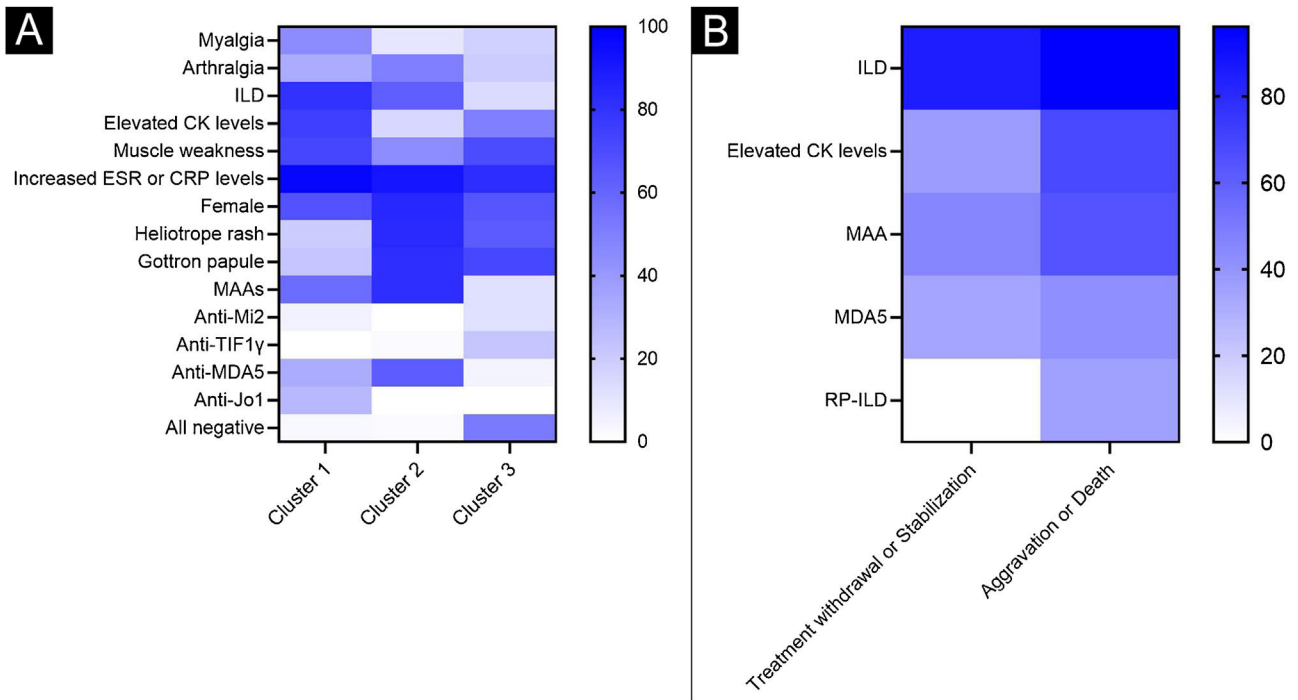 A
Myalgia
Arthralgia
ILD
Elevated CK levels
Muscle weakness
Increased ESR or CRP levels
Female
Heliotrope rash
Gottron papule
MAAs
Anti-Mi2
Anti-TIF1γ
Anti-MDA5
Anti-Jo1
All negative
Cluster 1
Cluster 2
Cluster 3
100
80
60
40
20
0
B
ILD
Elevated CK levels
MAA
MDA5
RP-ILD
Treatment withdrawal or Stabilization
Aggravation or Death
80
60
40
20
0